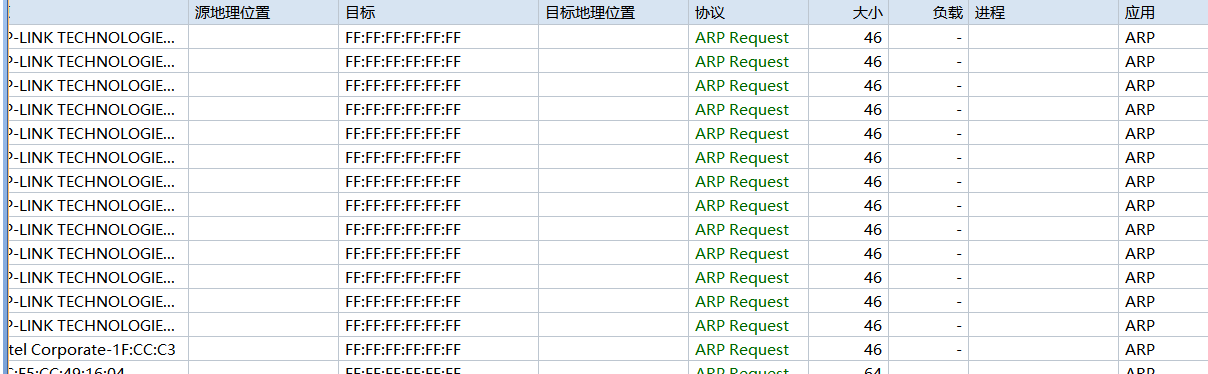 源地理位置 目标 目标地理位置 协议 大小 负载 进程 应用
P-LINK TECHNOLOGIE... FF:FF:FF:FF:FF:FF ARP Request 46 - ARP
P-LINK TECHNOLOGIE... FF:FF:FF:FF:FF:FF ARP Request 46 - ARP
P-LINK TECHNOLOGIE... FF:FF:FF:FF:FF:FF ARP Request 46 - ARP
P-LINK TECHNOLOGIE... FF:FF:FF:FF:FF:FF ARP Request 46 - ARP
P-LINK TECHNOLOGIE... FF:FF:FF:FF:FF:FF ARP Request 46 - ARP
P-LINK TECHNOLOGIE... FF:FF:FF:FF:FF:FF ARP Request 46 - ARP
P-LINK TECHNOLOGIE... FF:FF:FF:FF:FF:FF ARP Request 46 - ARP
P-LINK TECHNOLOGIE... FF:FF:FF:FF:FF:FF ARP Request 46 - ARP
P-LINK TECHNOLOGIE... FF:FF:FF:FF:FF:FF ARP Request 46 - ARP
P-LINK TECHNOLOGIE... FF:FF:FF:FF:FF:FF ARP Request 46 - ARP
P-LINK TECHNOLOGIE... FF:FF:FF:FF:FF:FF ARP Request 46 - ARP
P-LINK TECHNOLOGIE... FF:FF:FF:FF:FF:FF ARP Request 46 - ARP
P-LINK TECHNOLOGIE... FF:FF:FF:FF:FF:FF ARP Request 46 - ARP
tel Corporate-1F:CC:C3 FF:FF:FF:FF:FF:FF ARP Request 46 - ARP
FF:FF:FF:FF:FF:FF ARP Request 64 - ARP